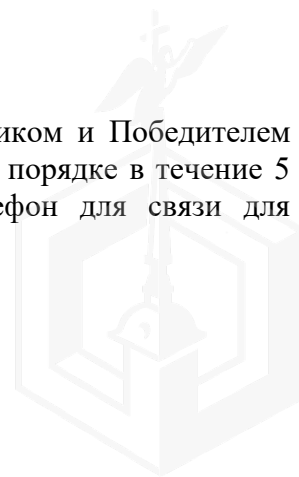 иком и Победителем
порядке в течение 5
ефон для связи для